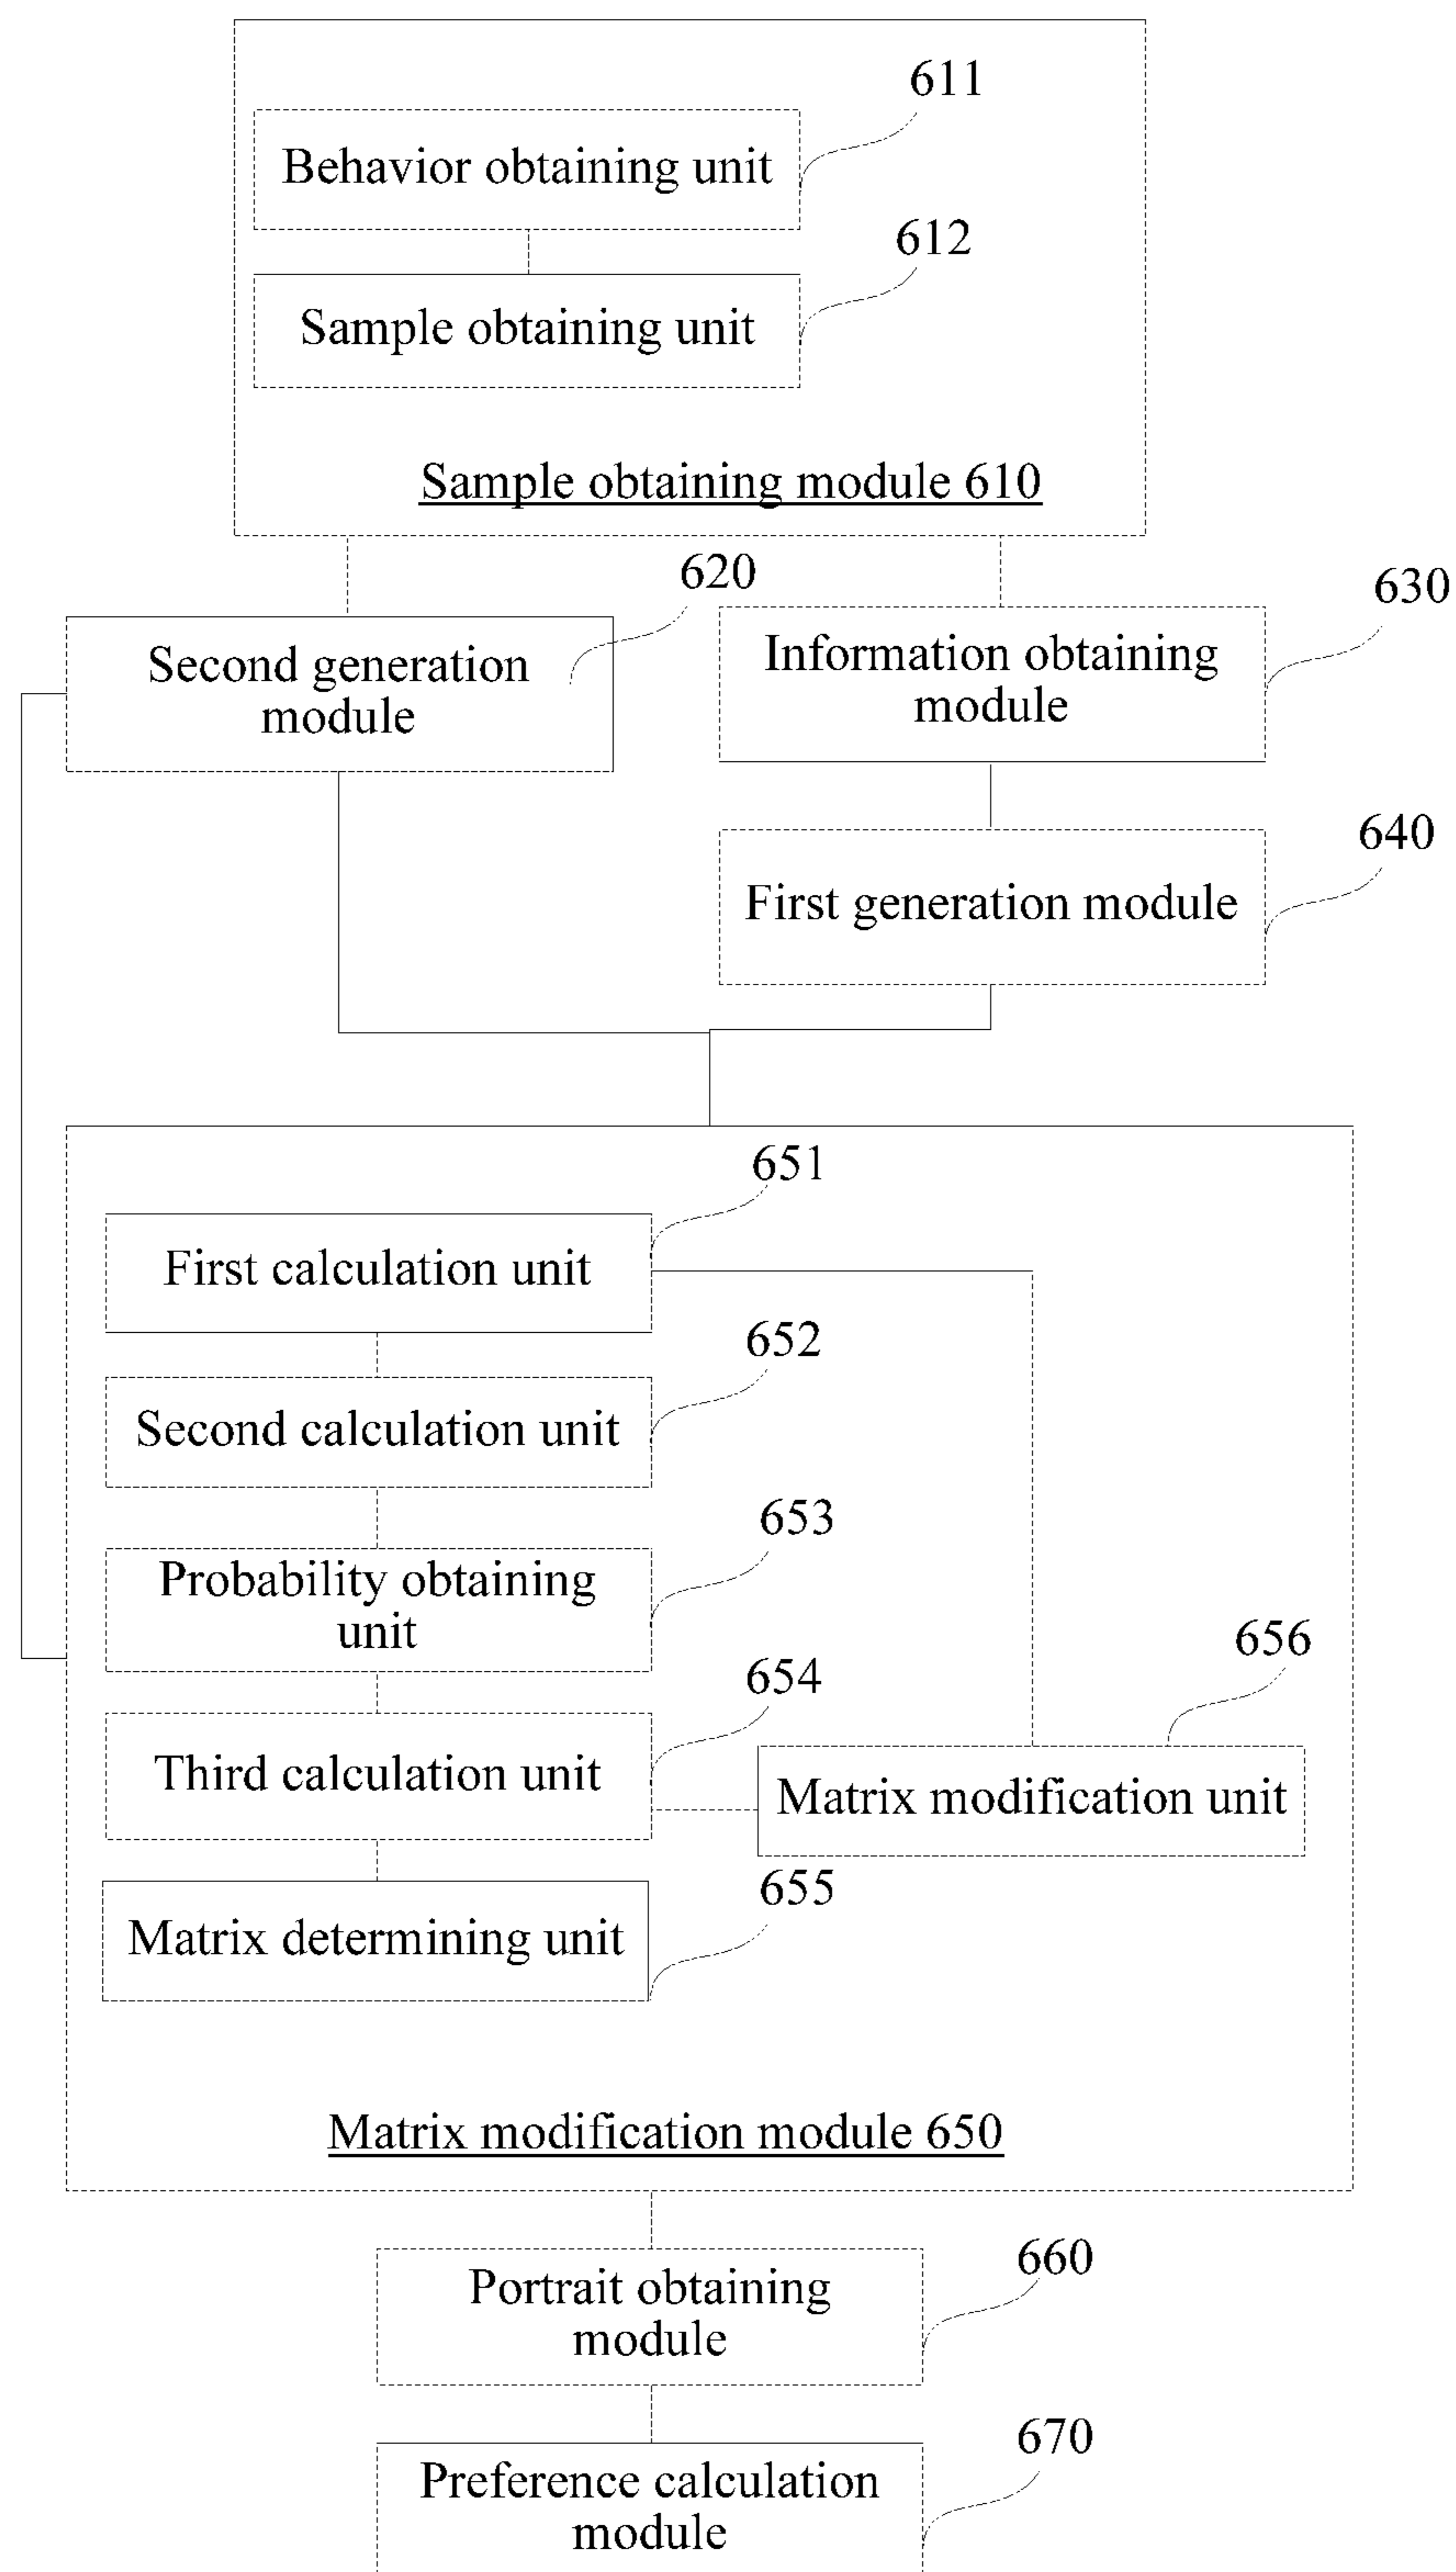 611
Behavior obtaining unit
612
Sample obtaining unit
Sample obtaining module 610
620
630
Second generation
module
Information obtaining
module
640
First generation module
651
First calculation unit
652
Second calculation unit
653
Probability obtaining
unit
656
654
Third calculation unit
Matrix modification unit
655
Matrix determining unit
Matrix modification module 650
660
Portrait obtaining
module
670
Preference calculation
module